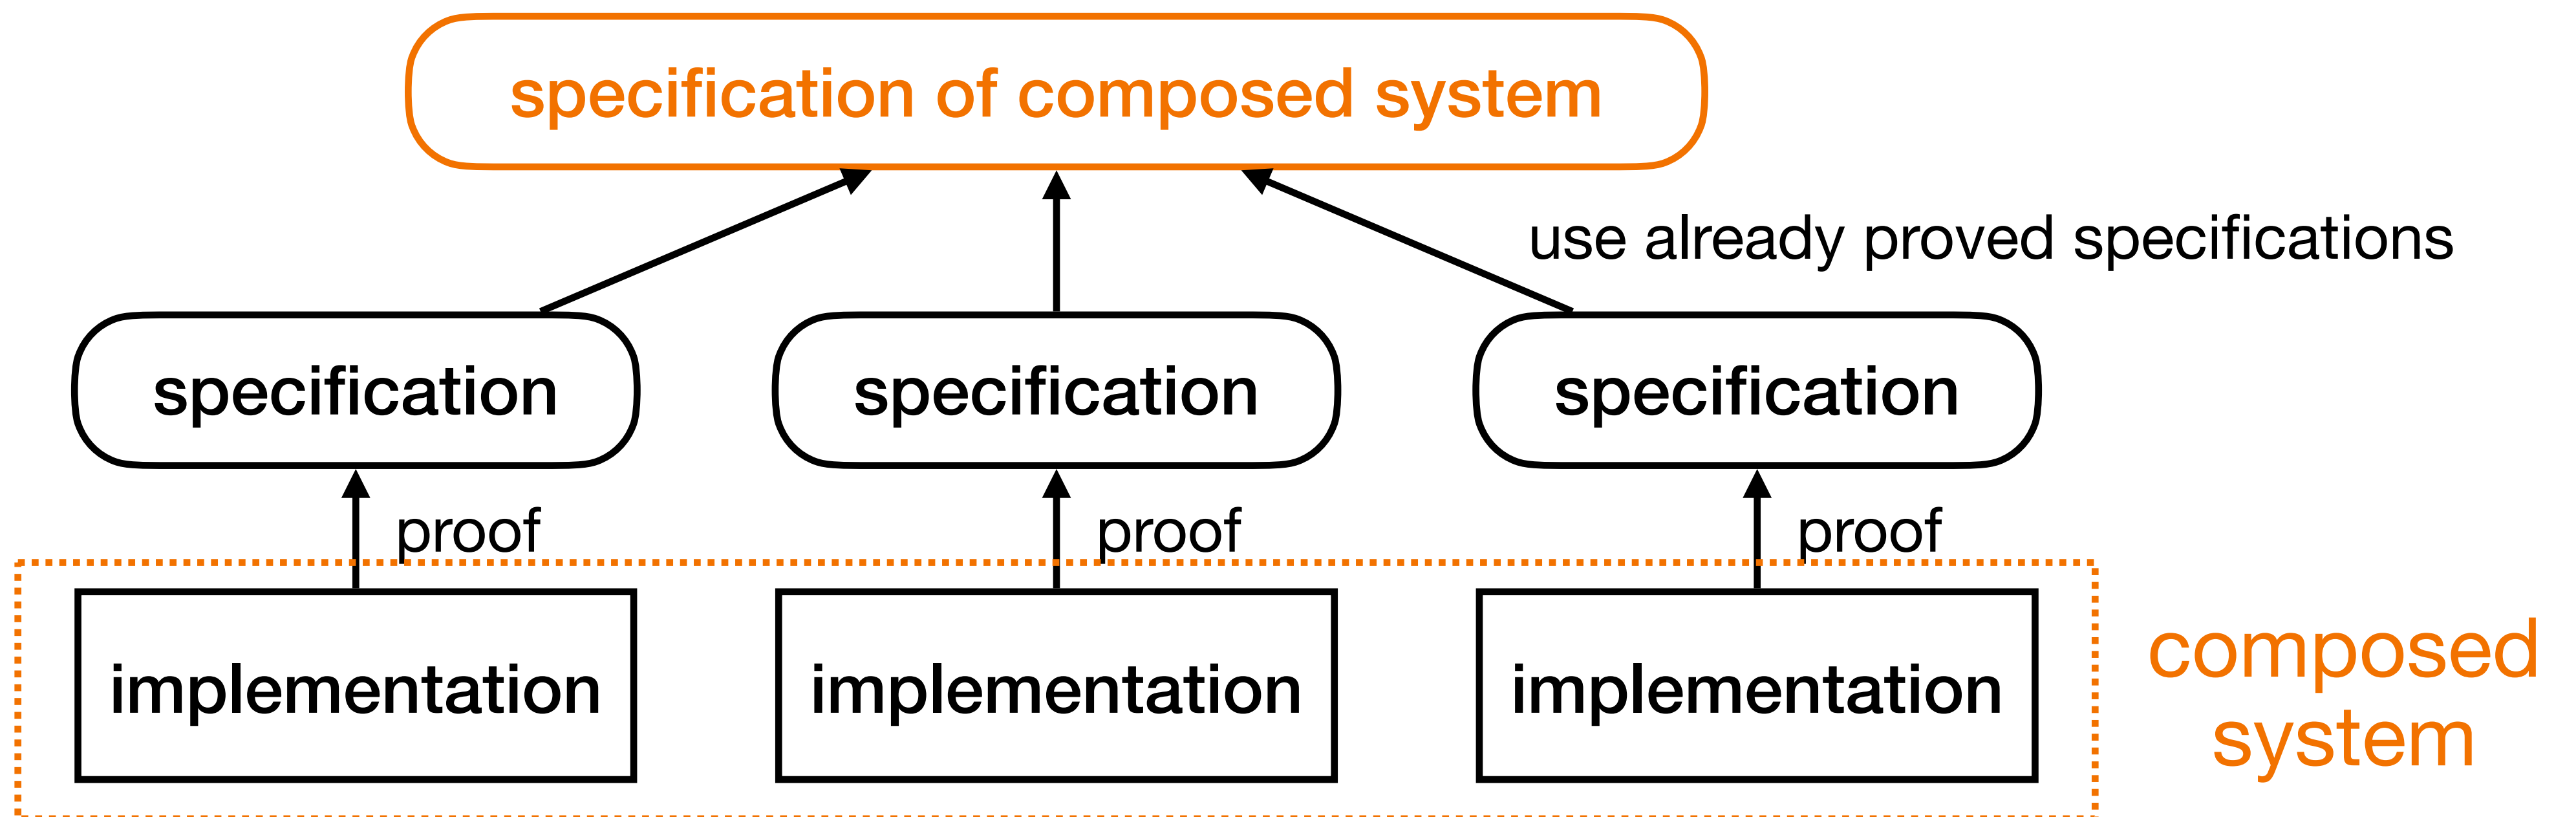 specification of composed system
use already proved specifications
specification
specification
specification
proof
proof
proof
implementation
implementation
implementation
composed
system